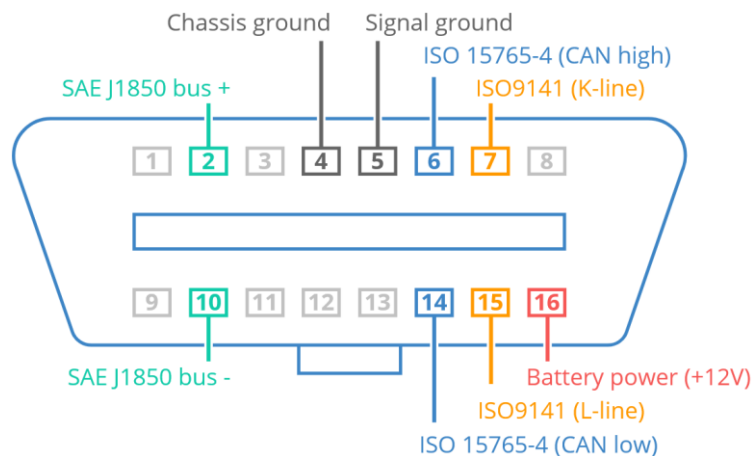 Chassis ground Signal ground
ISO 15765-4 (CAN high)
SAE J1850 bus + ISO9141 (K-line)
1 2 3 4 5 6 7 8
9 10 11 12 13 14 15 16
SAE J1850 bus - Battery power (+12V)
ISO9141 (L-line)
ISO 15765-4 (CAN low)